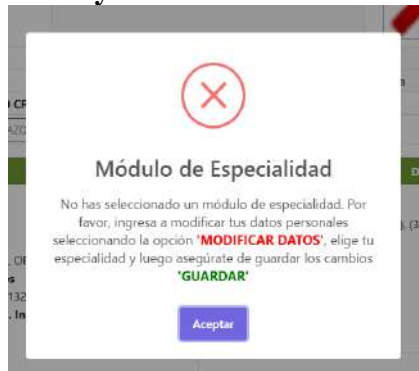 Módulo de Especialidad
No has seleccionado un módulo de especialidad. Por
favor, ingresa a modificar tus datos personales
seleccionando la opción 'MODIFICAR DATOS', elige tu
especialidad y luego asegúrate de guardar los cambios
'GUARDAR'
Aceptar